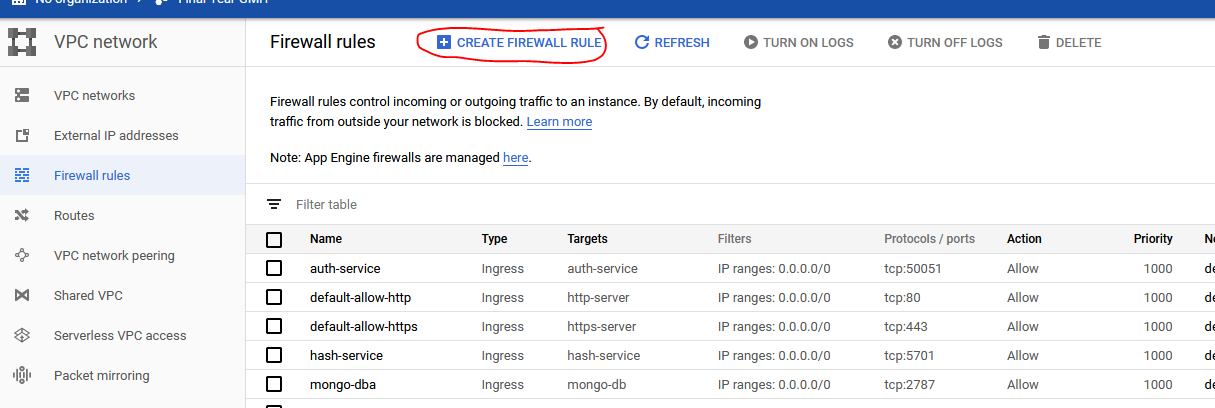 No organization
Final Year GMIT
VPC network
Firewall rules
CREATE FIREWALL RULE
REFRESH
TURN ON LOGS
TURN OFF LOGS
DELETE
VPC networks
External IP addresses
Firewall rules
Routes
VPC network peering
Shared VPC
Serverless VPC access
Packet mirroring
Firewall rules control incoming or outgoing traffic to an instance. By default, incoming
traffic from outside your network is blocked. Learn more
Note: App Engine firewalls are managed here.
Filter table
Name Type Targets Filters Protocols / ports Action Priority
auth-service Ingress auth-service IP ranges: 0.0.0.0/0 tcp:50051 Allow 1000
default-allow-http Ingress http-server IP ranges: 0.0.0.0/0 tcp:80 Allow 1000
default-allow-https Ingress https-server IP ranges: 0.0.0.0/0 tcp:443 Allow 1000
hash-service Ingress hash-service IP ranges: 0.0.0.0/0 tcp:5701 Allow 1000
mongo-dba Ingress mongo-db IP ranges: 0.0.0.0/0 tcp:2787 Allow 1000